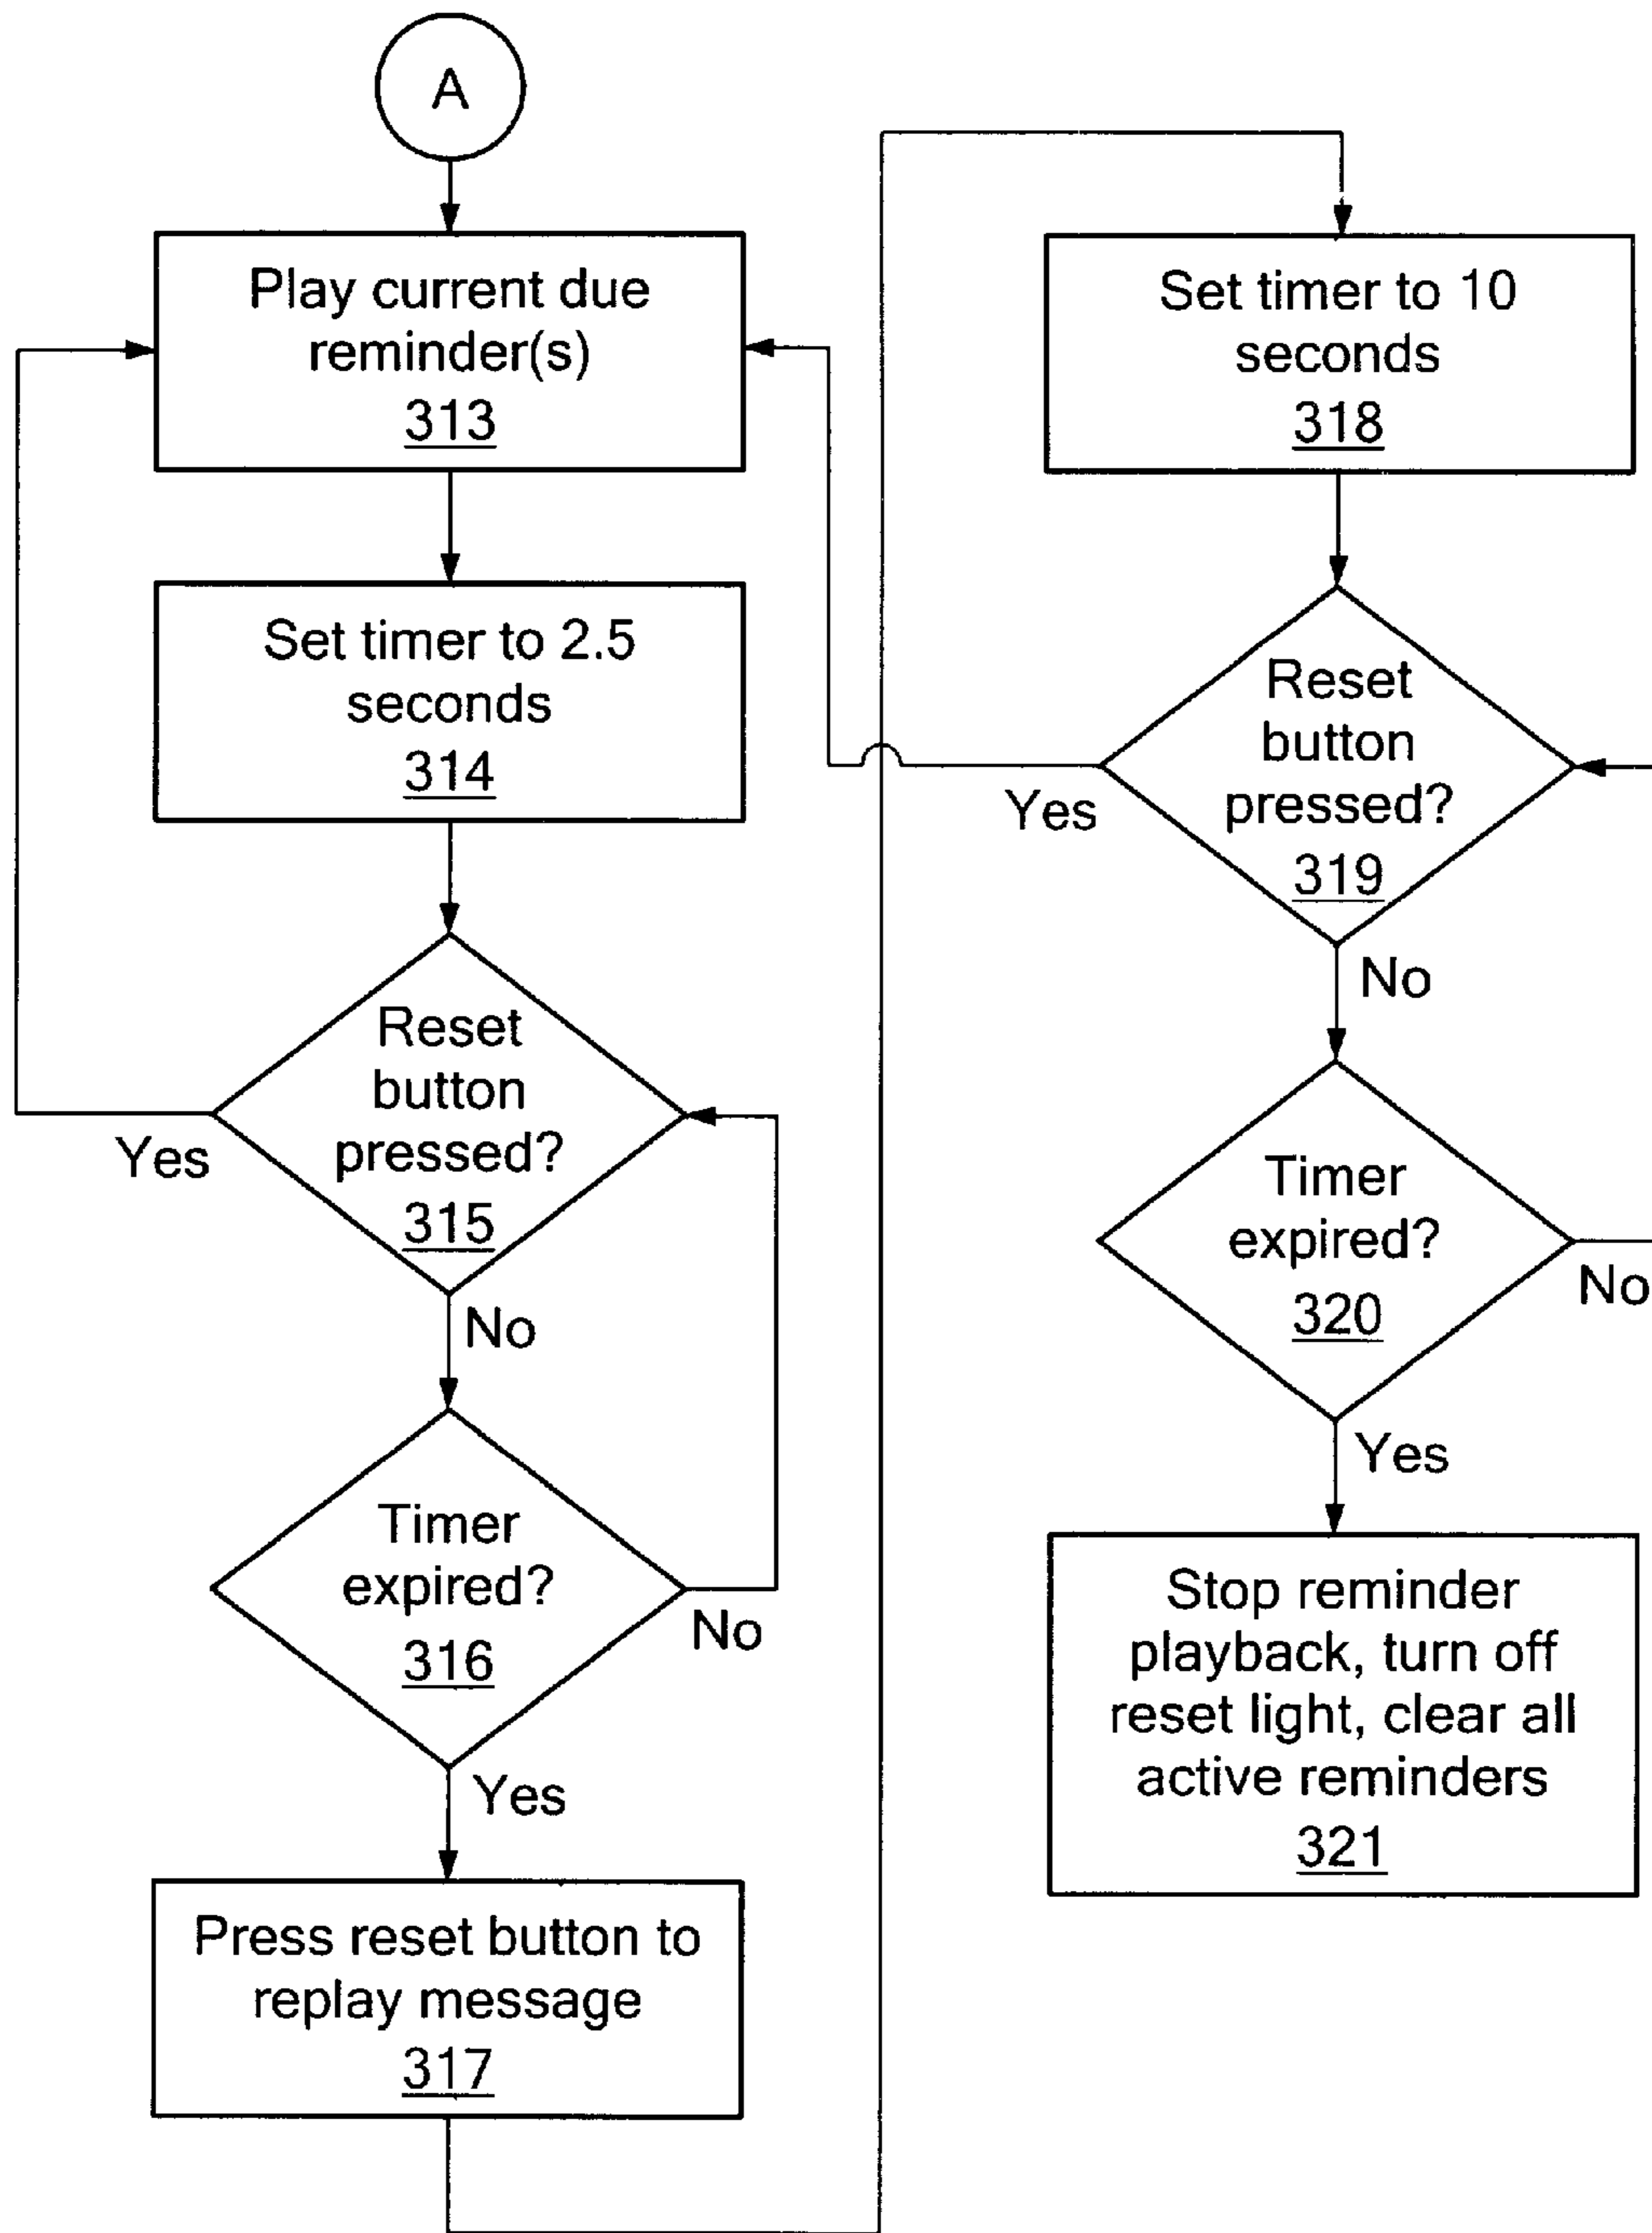 A
Play current due
reminder(s)
313
Set timer to 2.5
seconds
314
Reset
button
pressed?
315
Yes
No
Timer
expired?
316
No
Yes
Press reset button to
replay message
317
Set timer to 10
seconds
318
Reset
button
pressed?
319
Yes
No
Timer
expired?
320
No
Yes
Stop reminder
playback, turn off
reset light, clear all
active reminders
321